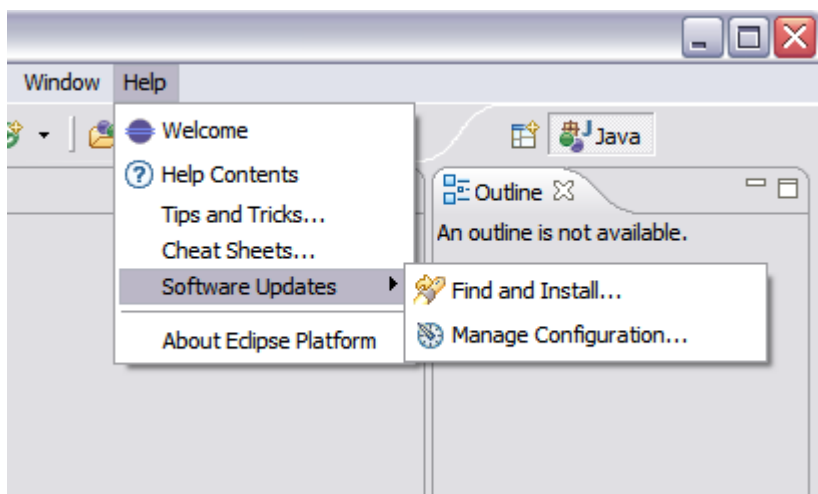 Window Help
Welcome
Java
Help Contents
Outline
Tips and Tricks...
An outline is not available.
Cheat Sheets...
Software Updates
Find and Install...
About Eclipse Platform
Manage Configuration...